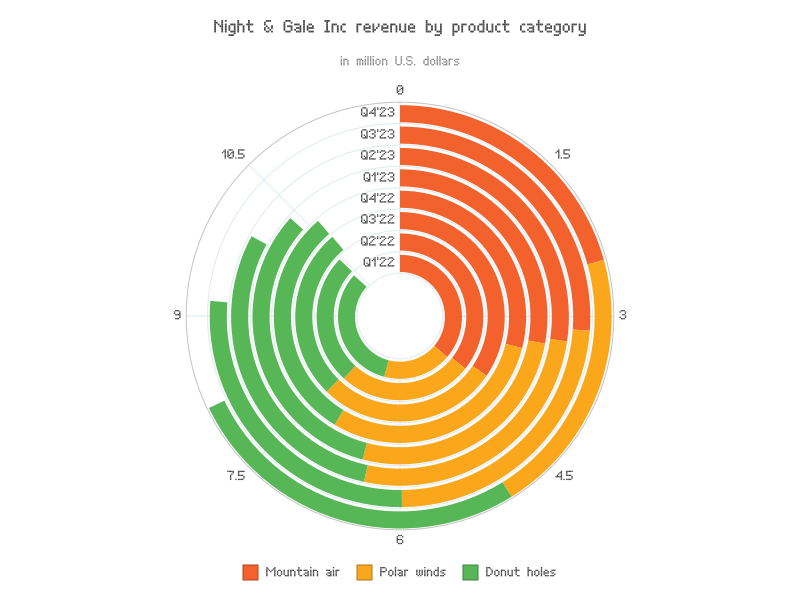 Night & Gale Inc revenue by product category
in million U.S. dollars
0
Q4'23
Q3'23
10.5
Q2'23
1.5
Q1'23
Q4'22
Q3'22
Q2'22
Q1'22
9
3
7.5
4.5
6
Mountain air Polar winds Donut holes